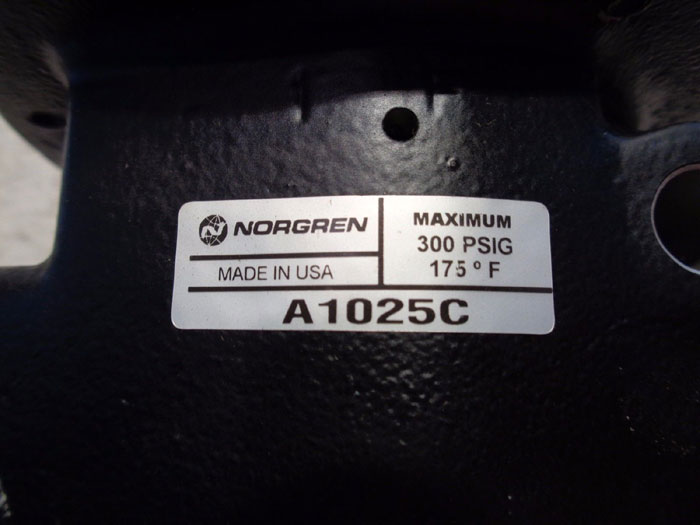 NORGREN
MADE IN USA
MAXIMUM
300 PSIG
175 º F
A1025C